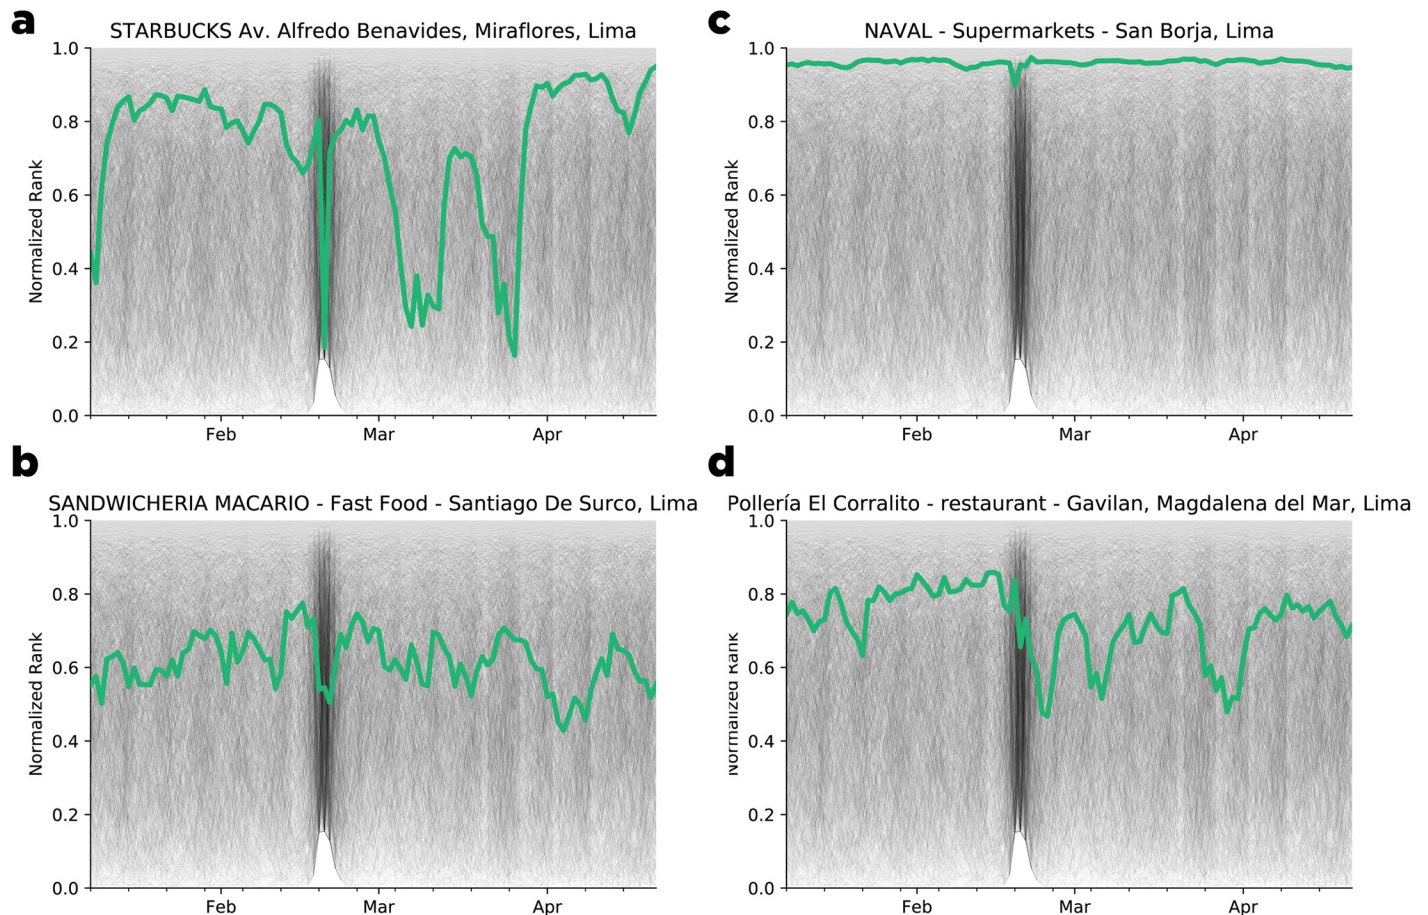 a
STARBUCKS Av. Alfredo Benavides, Miraflores, Lima
1.0
0.8
0.6
0.4
0.2
0.0
Normalized Rank
Feb Mar Apr
c
NAVAL - Supermarkets - San Borja, Lima
1.0
0.8
0.6
0.4
0.2
0.0
Normalized Rank
Feb Mar Apr
b
SANDWICHERIA MACARIO - Fast Food - Santiago De Surco, Lima
1.0
0.8
0.6
0.4
0.2
0.0
Normalized Rank
Feb Mar Apr
d
Pollería El Corralito - restaurant - Gavilan, Magdalena del Mar, Lima
1.0
0.8
0.6
0.4
0.2
0.0
Normalized Rank
Feb Mar Apr